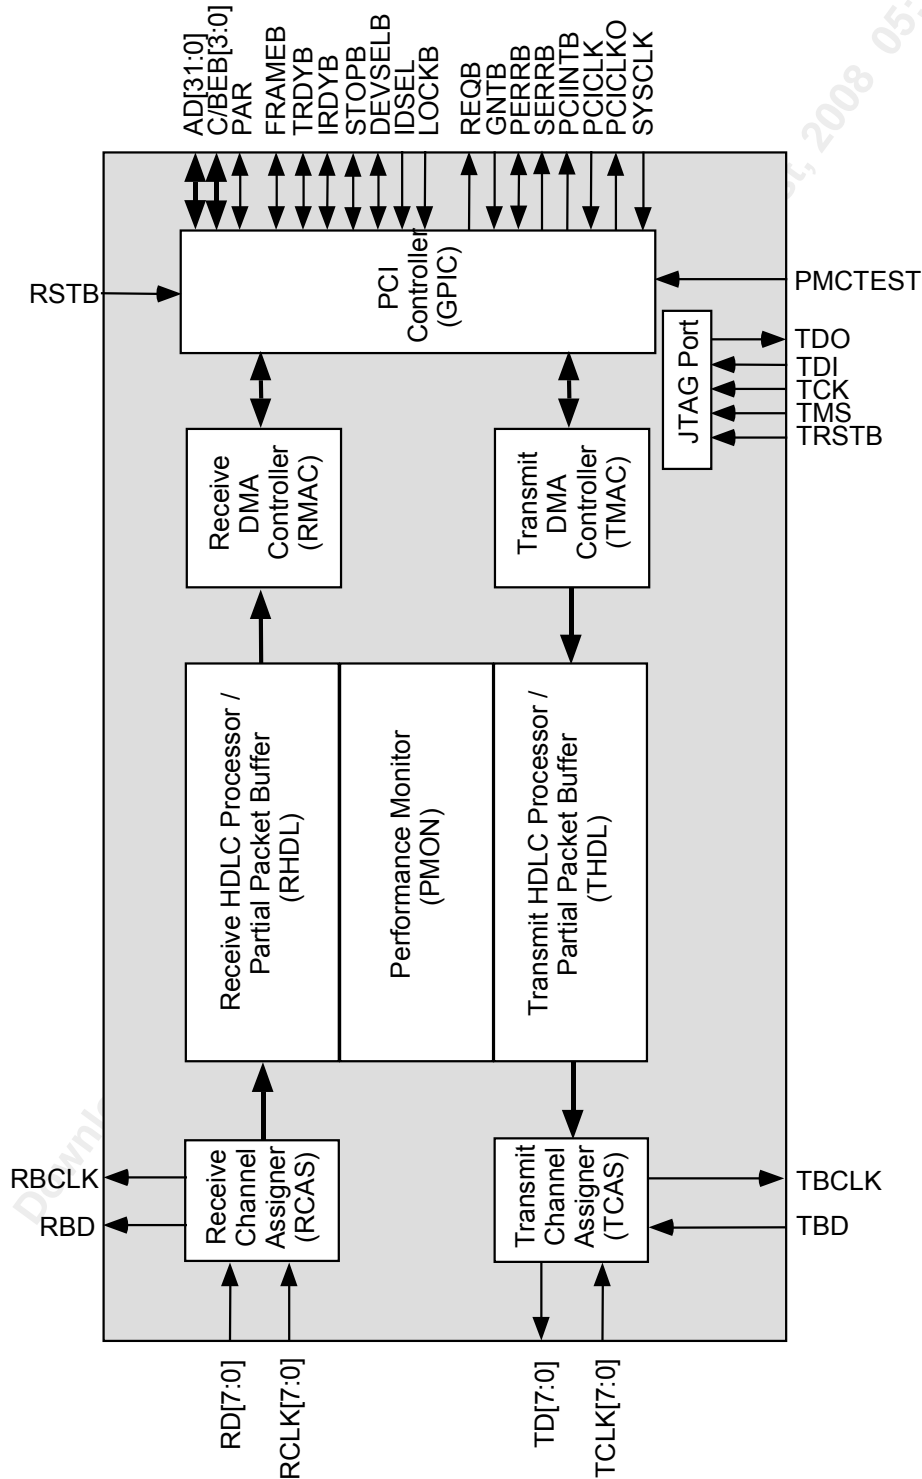 AD[31:0]
C/BEB[3:0]
PAR
FRAMEB
TRDYB
IRDYB
STOPB
DEVSELB
IDSEL
LOCKB
REQB
GNTB
PERRB
SERRB
PCIINTB
PCICLK
PCICLKO
SYSCLK
RSTB
PCI
Controller
(GPIC)
PMCTEST
JTAG Port
TDO
TDI
TCK
TMS
TRSTB
Receive
DMA
Controller
(RMAC)
Transmit
DMA
Controller
(TMAC)
Receive HDLC Processor /
Partial Packet Buffer
(RHDL)
Performance Monitor
(PMON)
Transmit HDLC Processor /
Partial Packet Buffer
(THDL)
RBCLK
RBD
Receive
Channel
Assigner
(RCAS)
Transmit
Channel
Assigner
(TCAS)
TBCLK
TBD
RD[7:0]
RCLK[7:0]
TD[7:0]
TCLK[7:0]
2008 05: